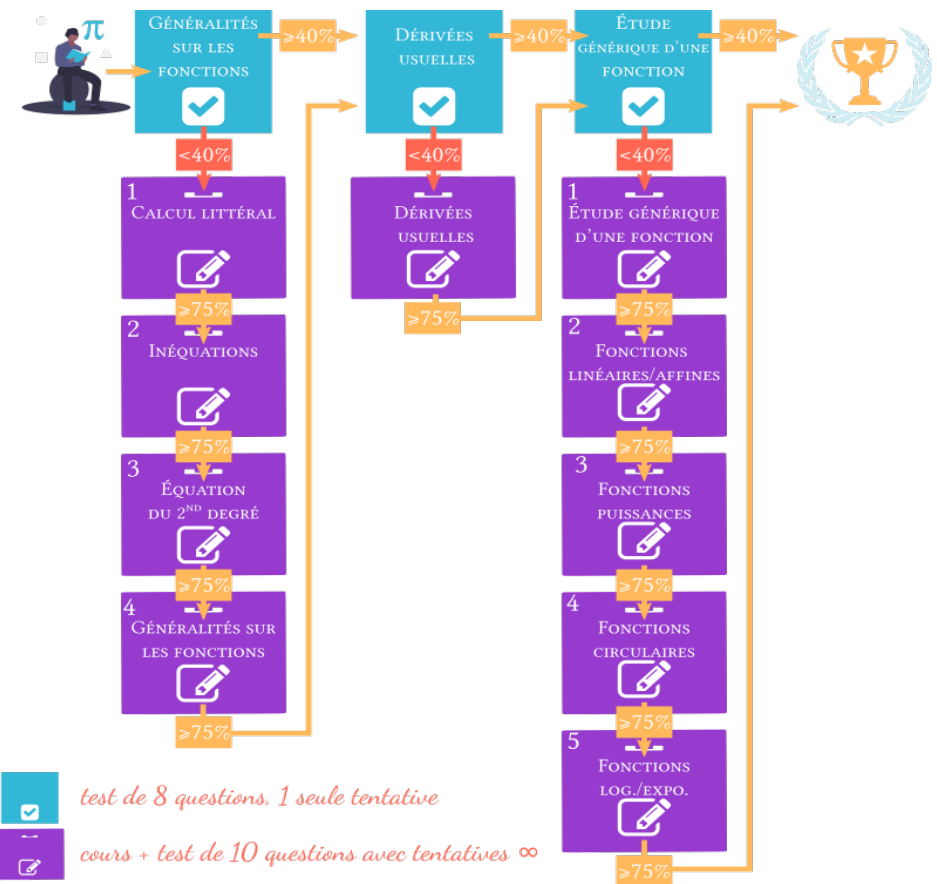 π
GÉNÉRALITÉS
SUR LES
FONCTIONS
⩾40%
DÉRIVÉES
USUELLES
⩾40%
ÉTUDE
GÉNÉRIQUE D'UNE
FONCTION
⩾40%
<40%
<40%
<40%
1
CALCUL LITTÉRAL
⩾75%
2
INÉQUATIONS
⩾75%
3
ÉQUATION
DU 2ND DEGRÉ
⩾75%
4
GÉNÉRALITÉS SUR
LES FONCTIONS
⩾75%
DÉRIVÉES
USUELLES
⩾75%
1
ÉTUDE GÉNÉRIQUE
D'UNE FONCTION
⩾75%
2
FONCTIONS
LINÉAIRES/AFFINES
⩾75%
3
FONCTIONS
PUISSANCES
⩾75%
4
FONCTIONS
CIRCULAIRES
⩾75%
5
FONCTIONS
LOG./EXPO.
⩾75%
test de 8 questions, 1 seule tentative
cours + test de 10 questions avec tentatives ∞